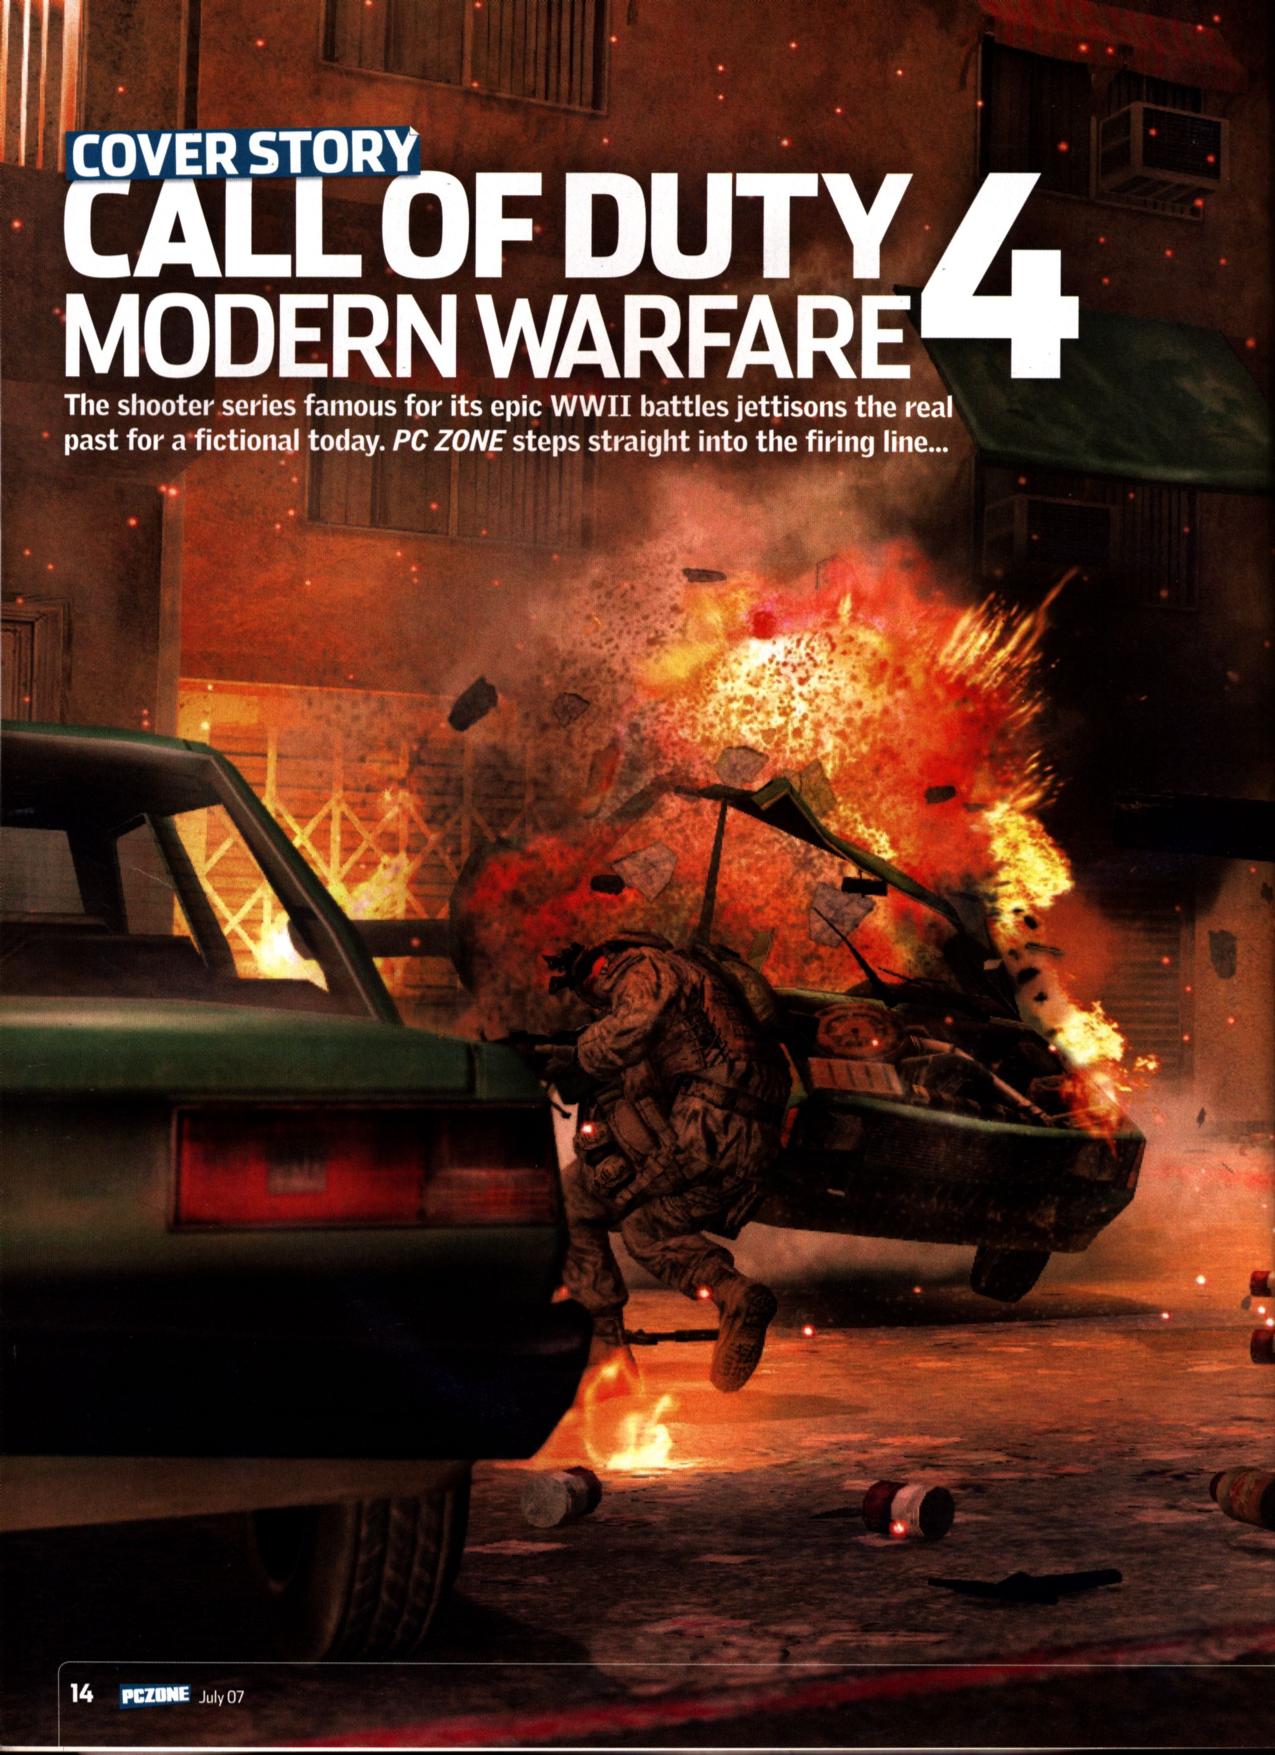 COVER STORY
CALL OF DUTY 4
MODERN WARFARE
The shooter series famous for its epic WWII battles jettisons the real
past for a fictional today. PC ZONE steps straight into the firing line...
14 PCZONE July 07